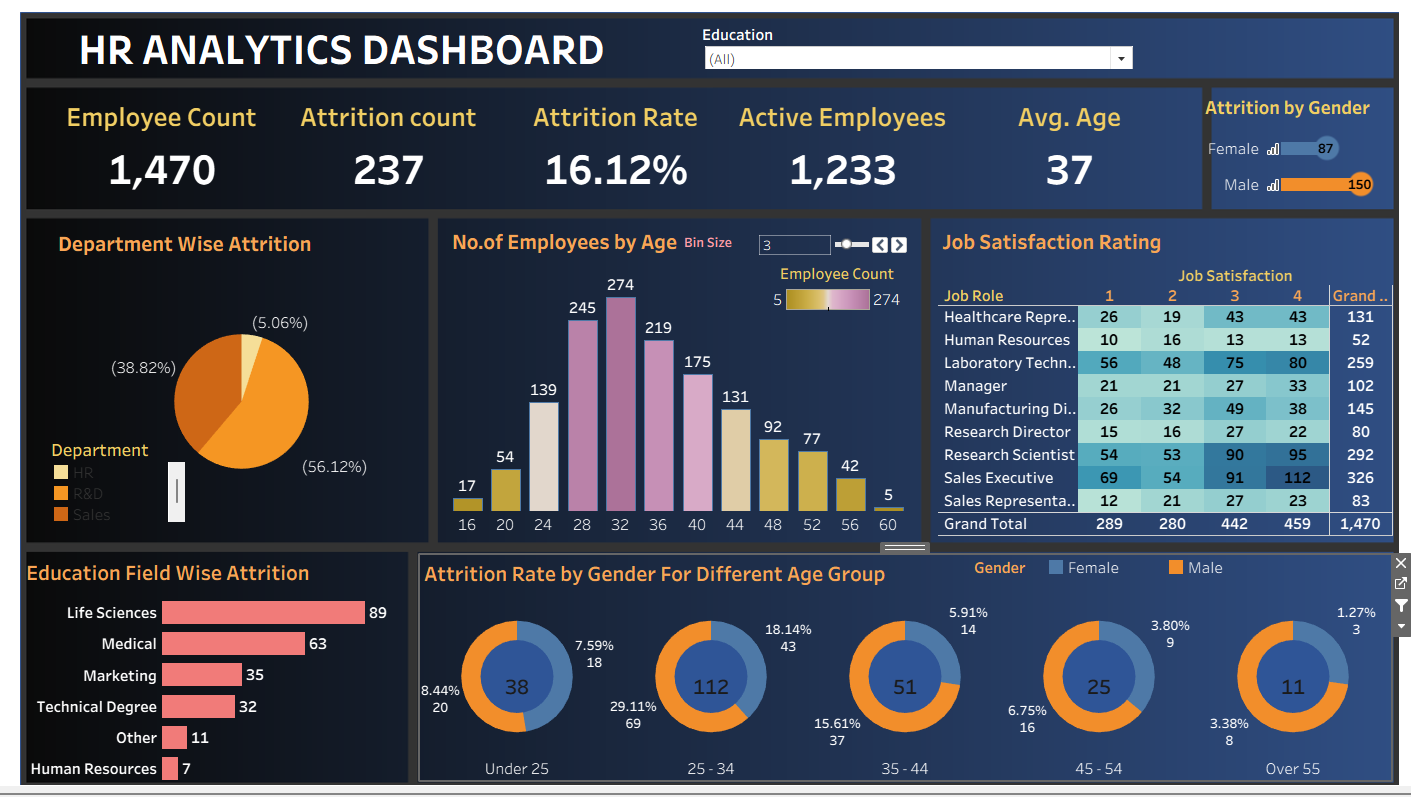 HR ANALYTICS DASHBOARD
Education
(All)
Employee Count
1,470
Attrition count
237
Attrition Rate
16.12%
Active Employees
1,233
Avg. Age
37
Attrition by Gender
Female 87
Male 150
Department Wise Attrition
(5.06%)
(38.82%)
(56.12%)
Department
HR
R&D
Sales
No.of Employees by Age Bin Size 3
Employee Count
5 274
17 54 139 245 274 219 175 131 92 77 42 5
16 20 24 28 32 36 40 44 48 52 56 60
Job Satisfaction Rating
Job Satisfaction
Job Role 1 2 3 4 Grand ..
Healthcare Repre.. 26 19 43 43 131
Human Resources 10 16 13 13 52
Laboratory Techn.. 56 48 75 80 259
Manager 21 21 27 33 102
Manufacturing Di.. 26 32 49 38 145
Research Director 15 16 27 22 80
Research Scientist 54 53 90 95 292
Sales Executive 69 54 91 112 326
Sales Representa.. 12 21 27 23 83
Grand Total 289 280 442 459 1,470
Education Field Wise Attrition
Life Sciences 89
Medical 63
Marketing 35
Technical Degree 32
Other 11
Human Resources 7
Attrition Rate by Gender For Different Age Group
Gender Female Male
7.59%
18
38
8.44%
20
Under 25
18.14%
43
112
29.11%
69
25 - 34
5.91%
14
51
15.61%
37
35 - 44
3.80%
9
25
6.75%
16
45 - 54
1.27%
3
11
3.38%
8
Over 55